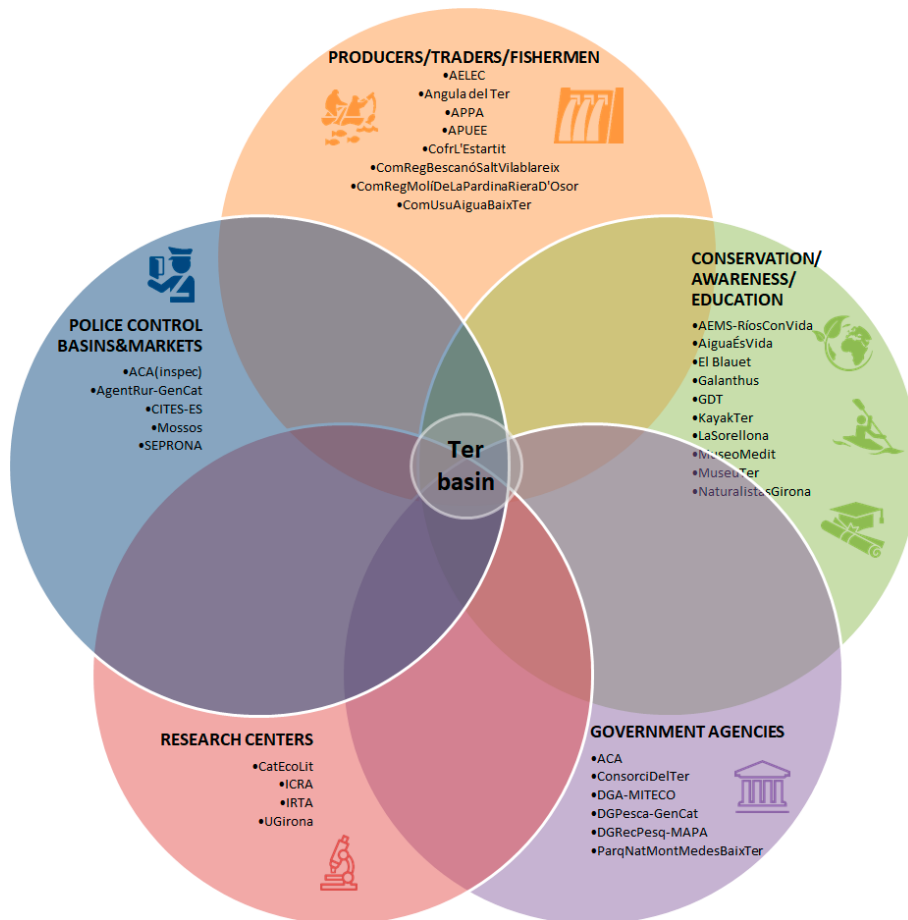 PRODUCERS/TRADERS/FISHERMEN
•AELEC
•Angula del Ter
•APPA
•APUEE
•CofrL'Estartit
•ComRegBescanóSaltVilablareix
•ComRegMolíDeLaPardinaRieraD'Osor
•ComUsuAiguaBaixTer
CONSERVATION/
AWARENESS/
EDUCATION
•AEMS-RíosConVida
•AiguaÉsVida
•El Blauet
•Galanthus
•GDT
•KayakTer
•LaSorellona
•MuseoMedit
•MuseuTer
•NaturalistasGirona
POLICE CONTROL
BASINS&MARKETS
•ACA(inspec)
•AgentRur-GenCat
•CITES-ES
•Mossos
•SEPRONA
Ter
basin
RESEARCH CENTERS
•CatEcoLit
•ICRA
•IRTA
•UGirona
GOVERNMENT AGENCIES
•ACA
•ConsorciDelTer
•DGA-MITECO
•DGPesca-GenCat
•DGRecPesq-MAPA
•ParqNatMontMedesBaixTer